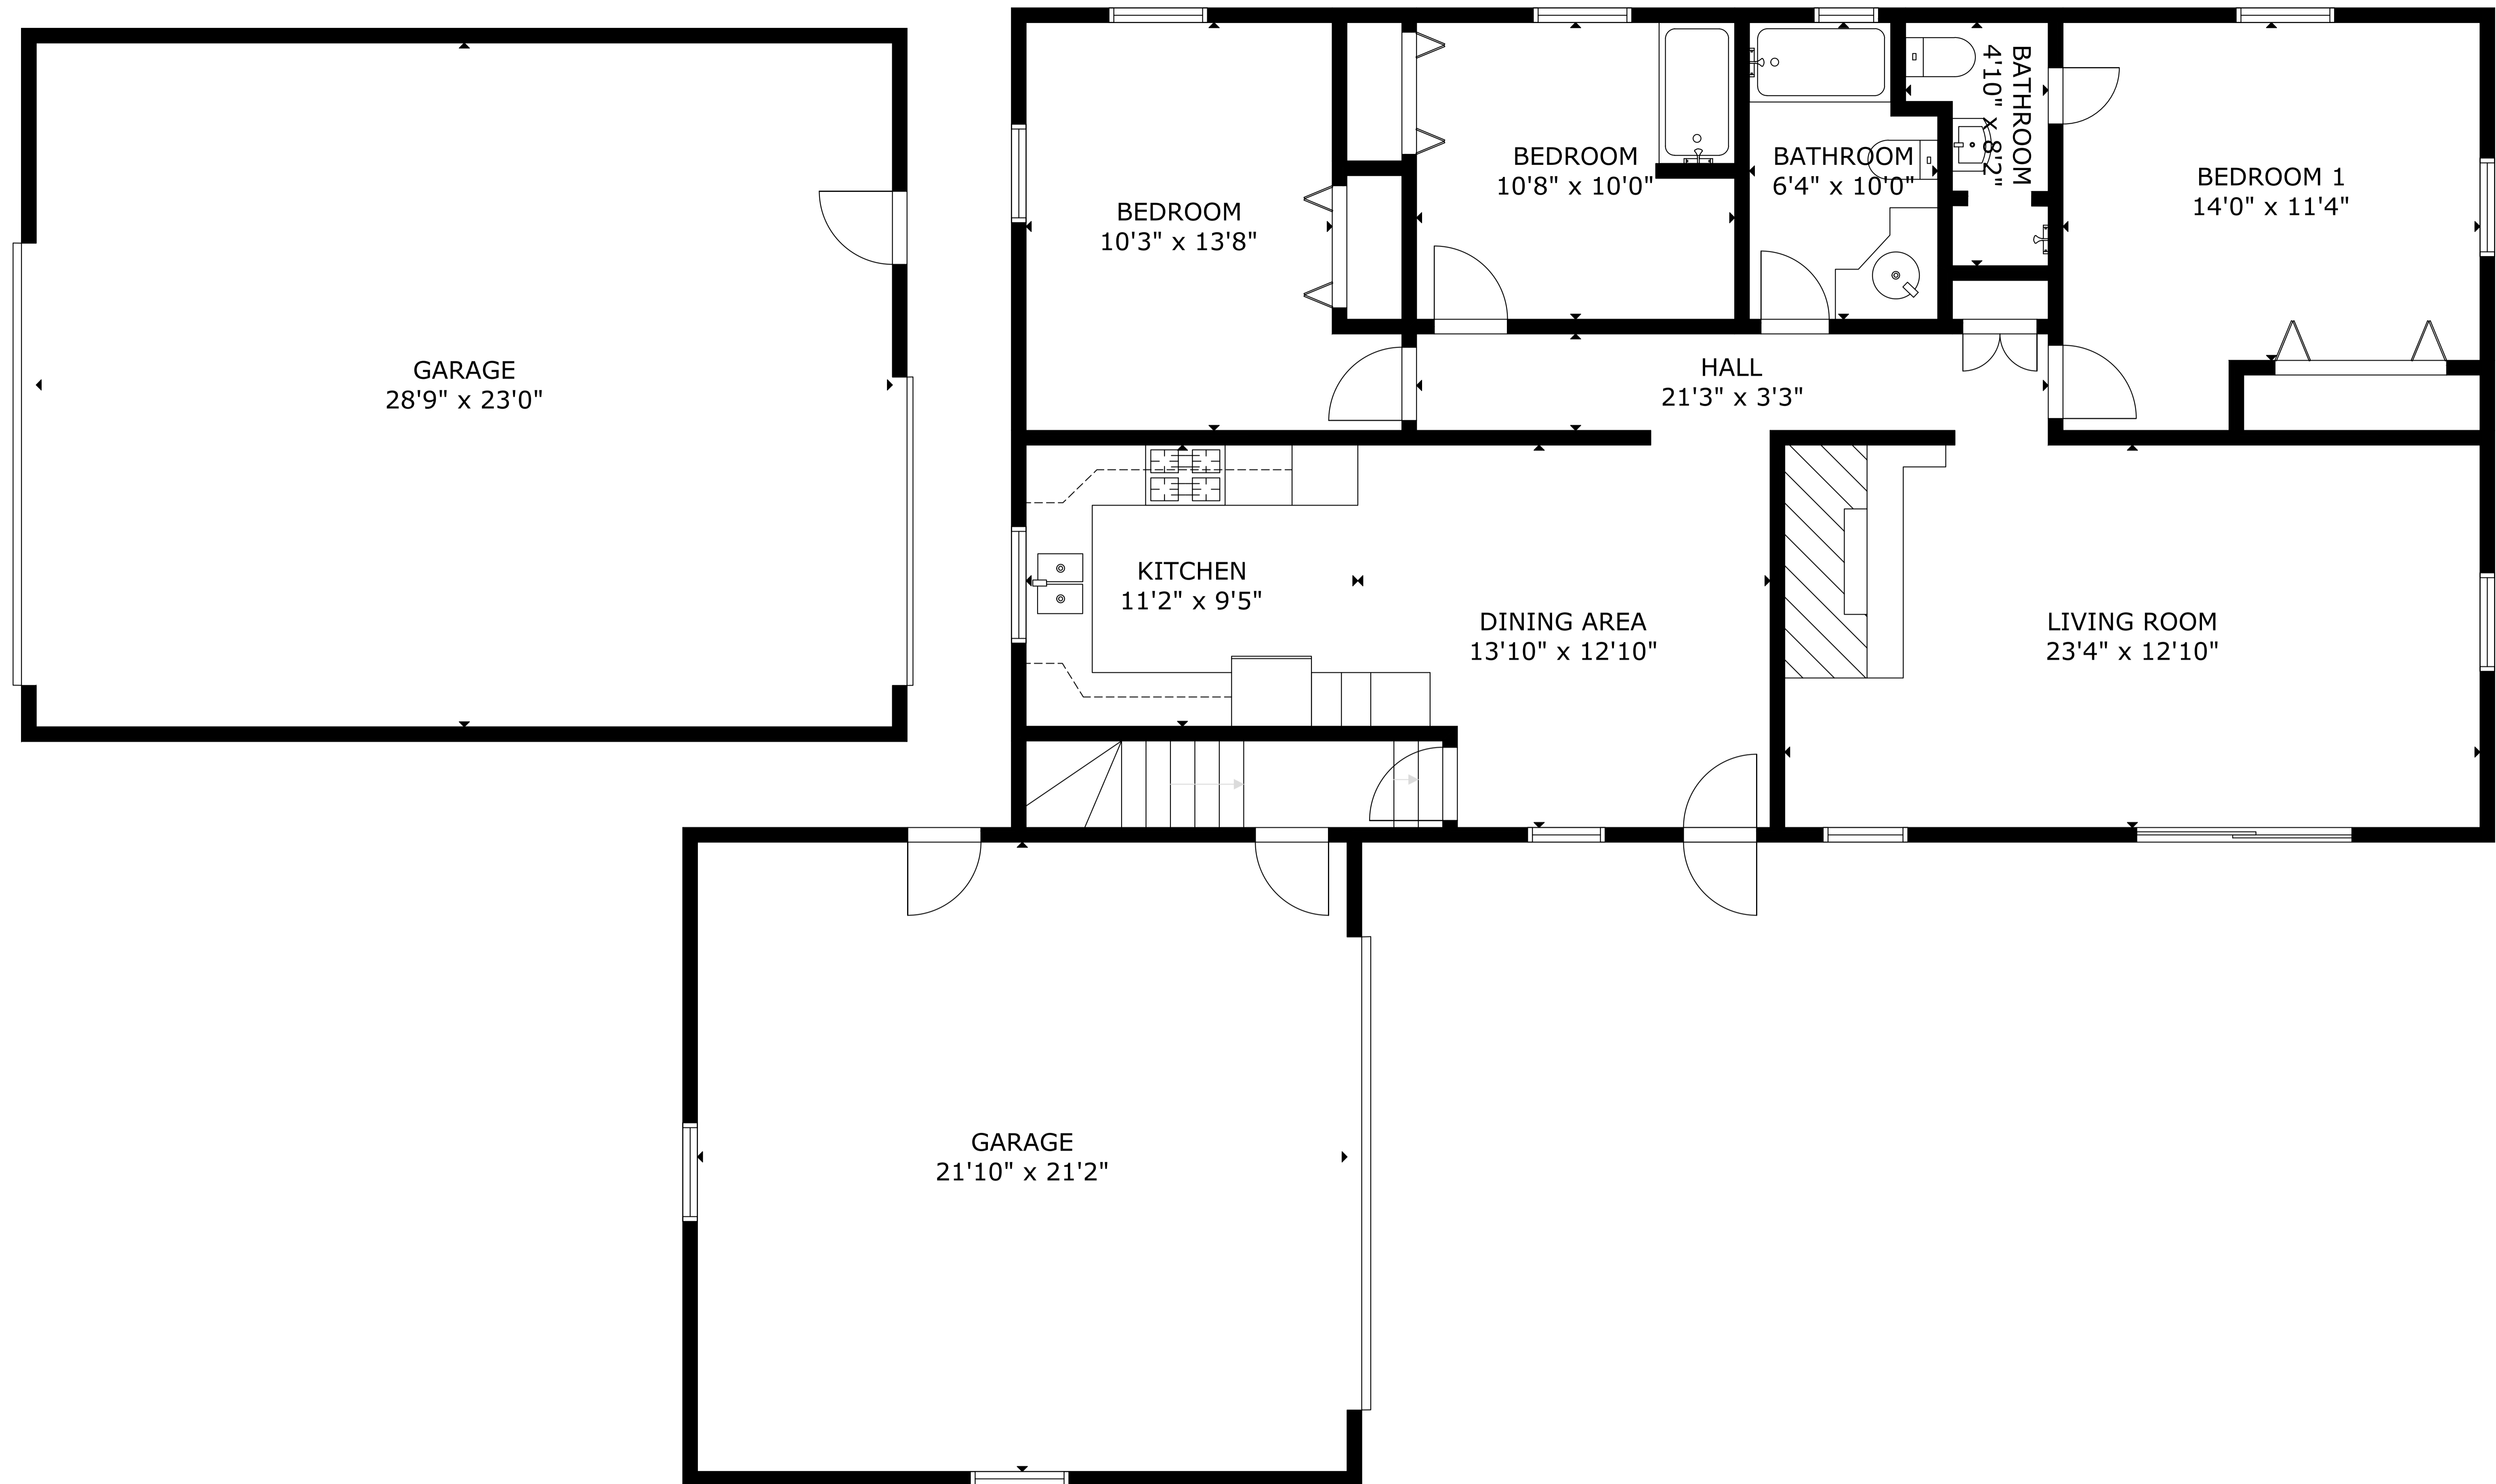 GARAGE
28'9" x 23'0"
BEDROOM
10'3" x 13'8"
BEDROOM
10'8" x 10'0"
BATHROOM
6'4" x 10'0"
BATHROOM
4'10" x 8'2"
BEDROOM 1
14'0" x 11'4"
HALL
21'3" x 3'3"
KITCHEN
11'2" x 9'5"
DINING AREA
13'10" x 12'10"
LIVING ROOM
23'4" x 12'10"
GARAGE
21'10" x 21'2"